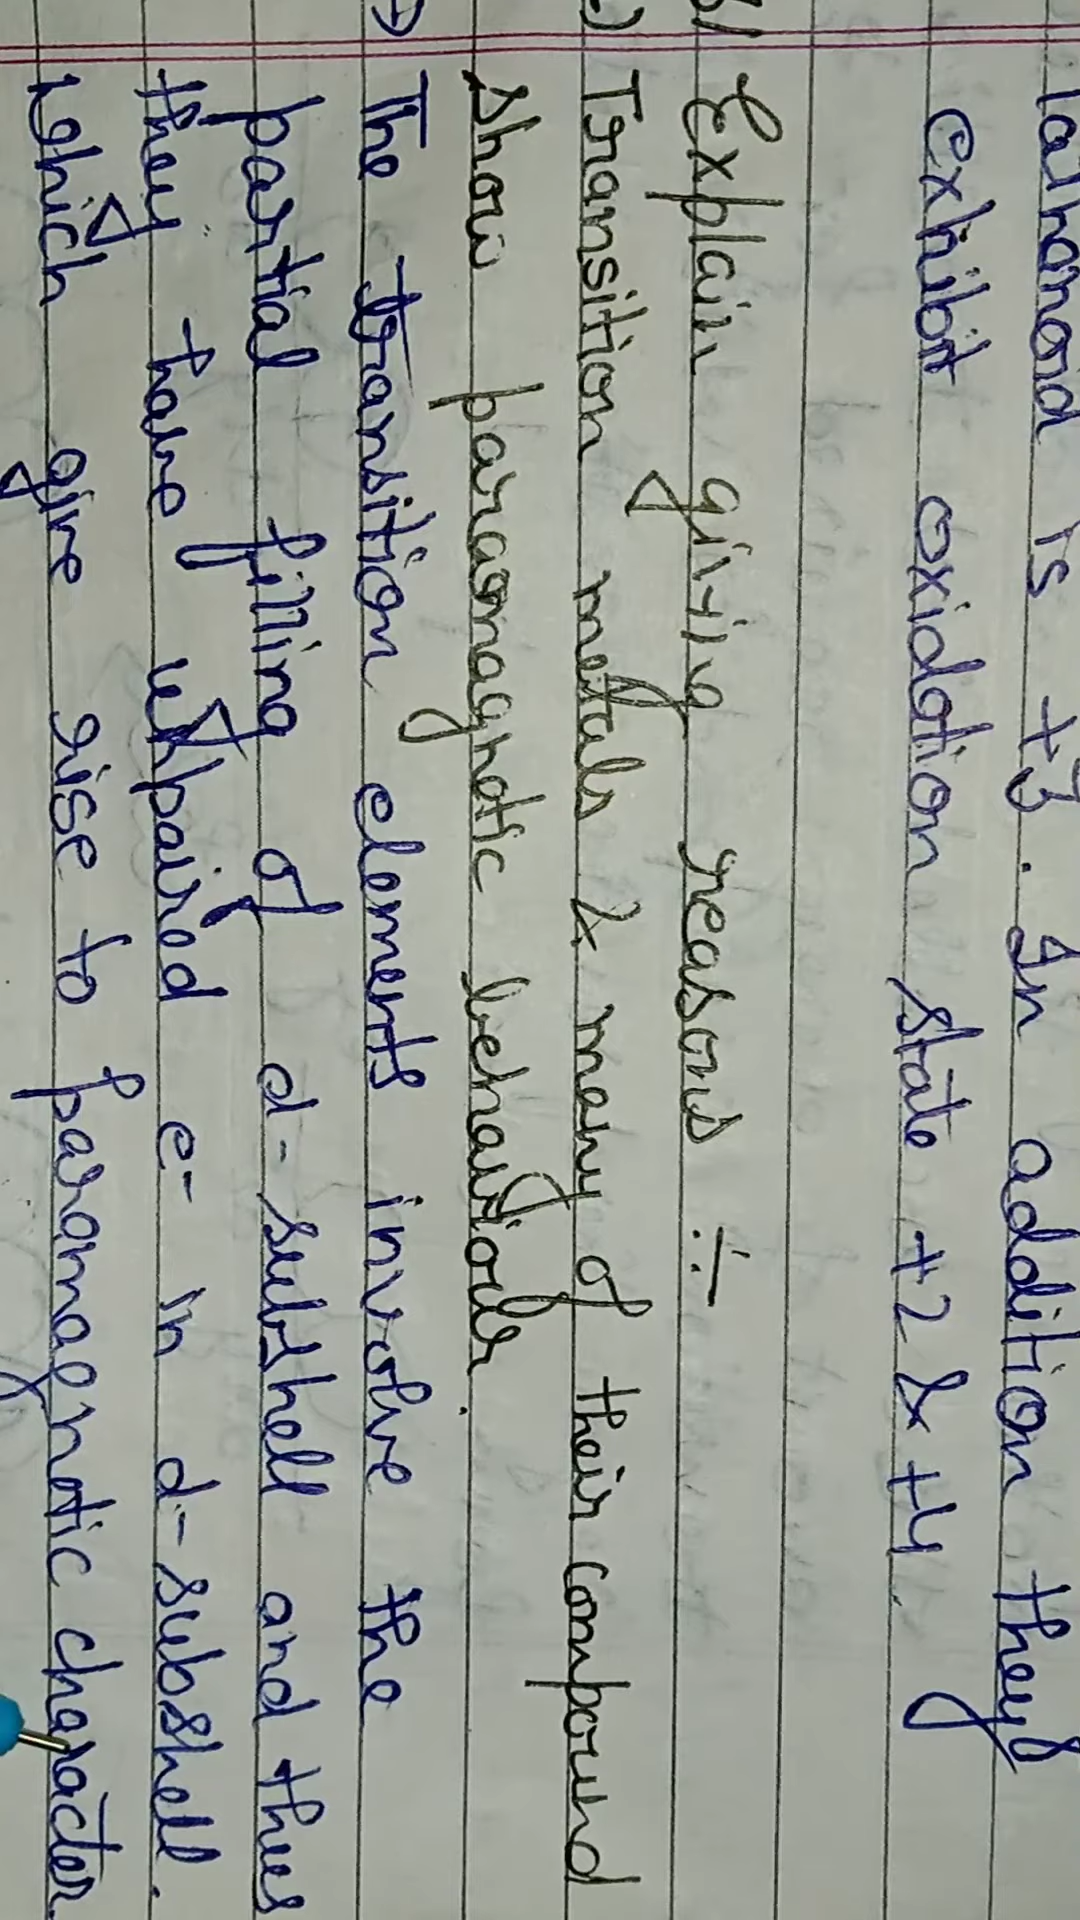 is +3. In addition they
exhibit oxidation state +2 & +4.
Explain giving reasons :-
Transition metals & many of their compound
show paramagnetic behaviour.
→ The transition elements involve the
partial filling of d-subshell and thus
they have unpaired e- in d-subshell.
Which give rise to paramagnetic character.